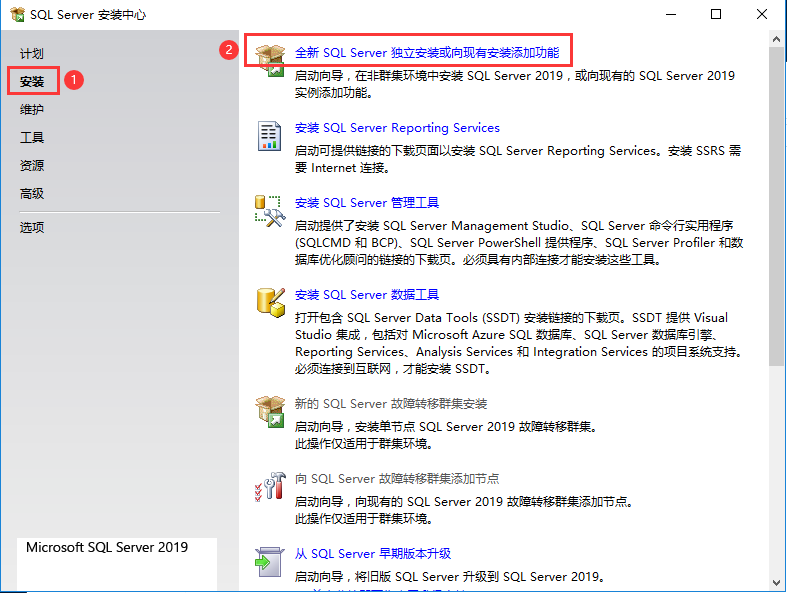 SQL Server 安装中心
计划
安装
1
维护
工具
资源
高级
选项
Microsoft SQL Server 2019
2
全新 SQL Server 独立安装或向现有安装添加功能
启动向导，在非群集环境中安装 SQL Server 2019，或向现有的 SQL Server 2019
实例添加功能。
安装 SQL Server Reporting Services
启动可提供链接的下载页面以安装 SQL Server Reporting Services。安装 SSRS 需
要 Internet 连接。
安装 SQL Server 管理工具
启动提供了安装 SQL Server Management Studio、SQL Server 命令行实用程序
(SQLCMD 和 BCP)、SQL Server PowerShell 提供程序、SQL Server Profiler 和数
据库优化顾问的链接的下载页。必须具有内部连接才能安装这些工具。
安装 SQL Server 数据工具
打开包含 SQL Server Data Tools (SSDT) 安装链接的下载页。SSDT 提供 Visual
Studio 集成，包括对 Microsoft Azure SQL 数据库、SQL Server 数据库引擎、
Reporting Services、Analysis Services 和 Integration Services 的项目系统支持。
必须连接到互联网，才能安装 SSDT。
新的 SQL Server 故障转移群集安装
启动向导，安装单节点 SQL Server 2019 故障转移群集。
此操作仅适用于群集环境。
向 SQL Server 故障转移群集添加节点
启动向导，向现有的 SQL Server 2019 故障转移群集添加节点。
此操作仅适用于群集环境。
从 SQL Server 早期版本升级
启动向导，将旧版 SQL Server 升级到 SQL Server 2019。